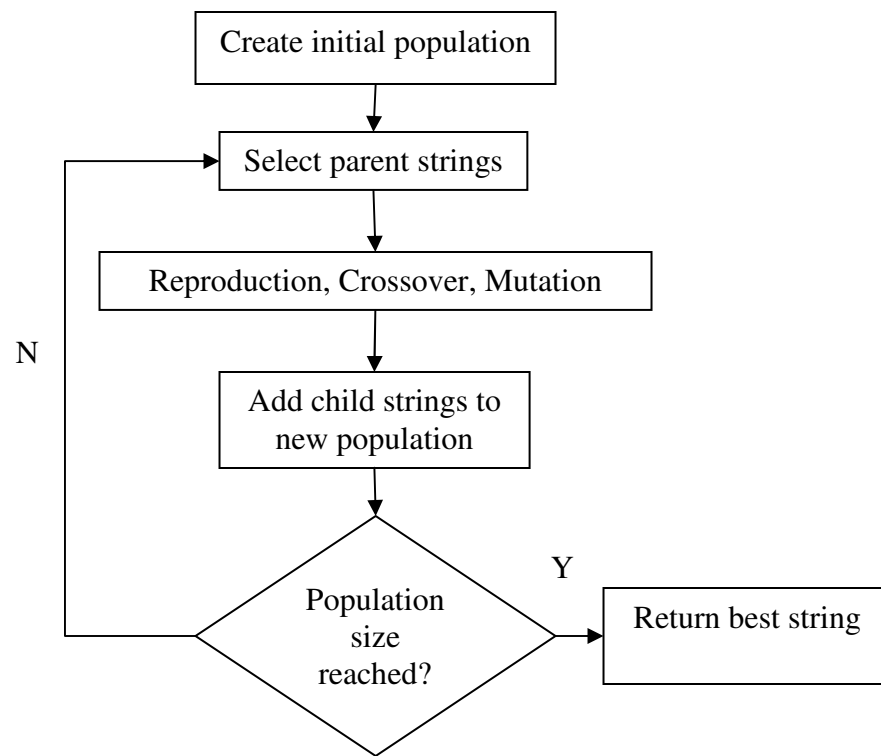 Create initial population
Select parent strings
Reproduction, Crossover, Mutation
N
Add child strings to
new population
Y
Population
size
reached?
Return best string